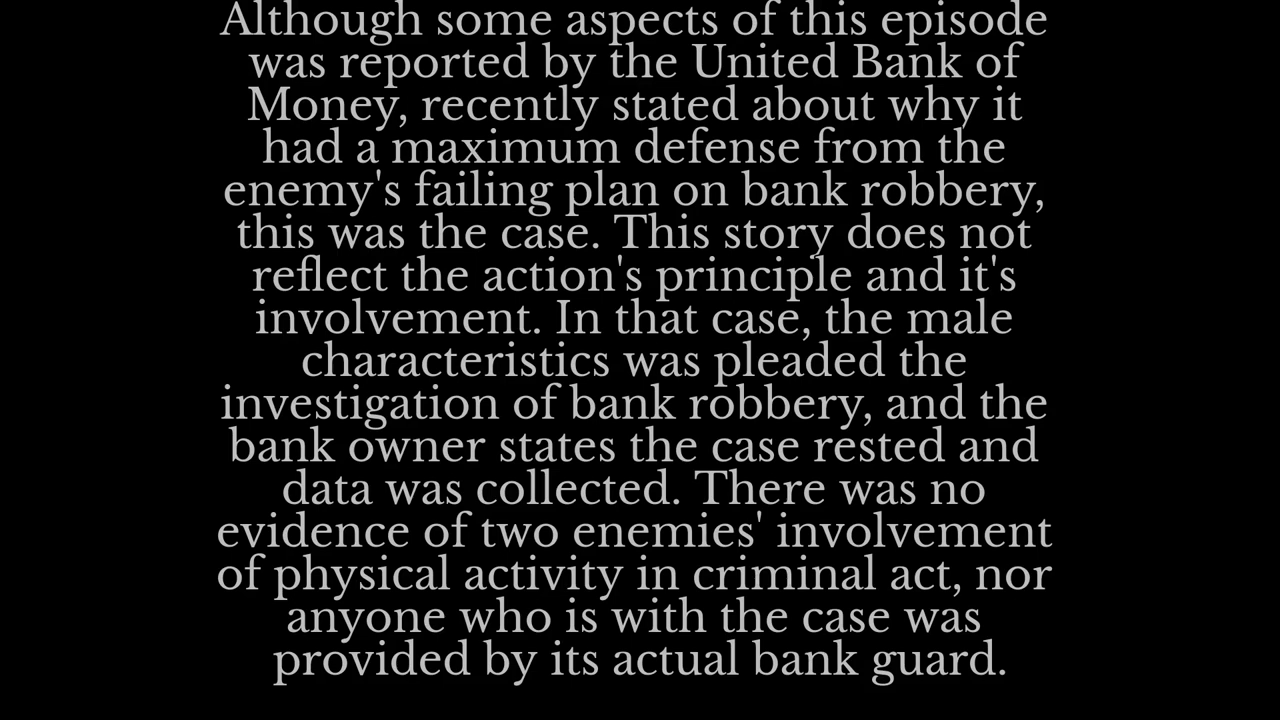 Although some aspects of this episode
was reported by the United Bank of
Money, recently stated about why it
had a maximum defense from the
enemy's failing plan on bank robbery,
this was the case. This story does not
reflect the action's principle and it's
involvement. In that case, the male
characteristics was pleaded the
investigation of bank robbery, and the
bank owner states the case rested and
data was collected. There was no
evidence of two enemies' involvement
of physical activity in criminal act, nor
anyone who is with the case was
provided by its actual bank guard.